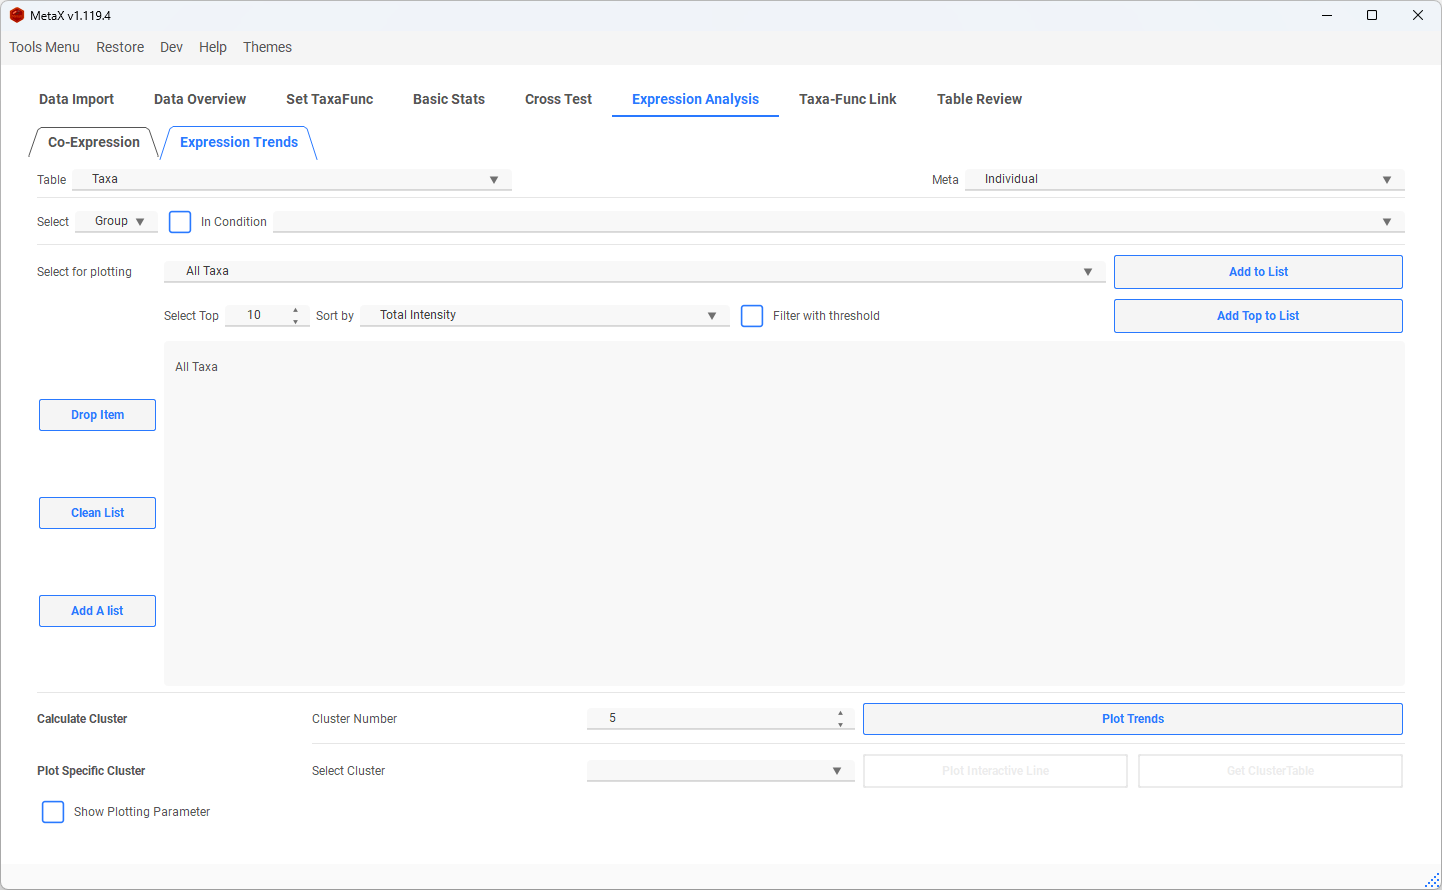 MetaX v1.119.4
Tools Menu Restore Dev Help Themes
Data Import Data Overview Set TaxaFunc Basic Stats Cross Test Expression Analysis Taxa-Func Link Table Review
Co-Expression Expression Trends
Table Taxa Meta Individual
Select Group In Condition
Select for plotting All Taxa Add to List
Select Top 10 Sort by Total Intensity Filter with threshold Add Top to List
All Taxa
Drop Item
Clean List
Add A list
Calculate Cluster Cluster Number 5 Plot Trends
Plot Specific Cluster Select Cluster Plot Interactive Line Get ClusterTable
Show Plotting Parameter